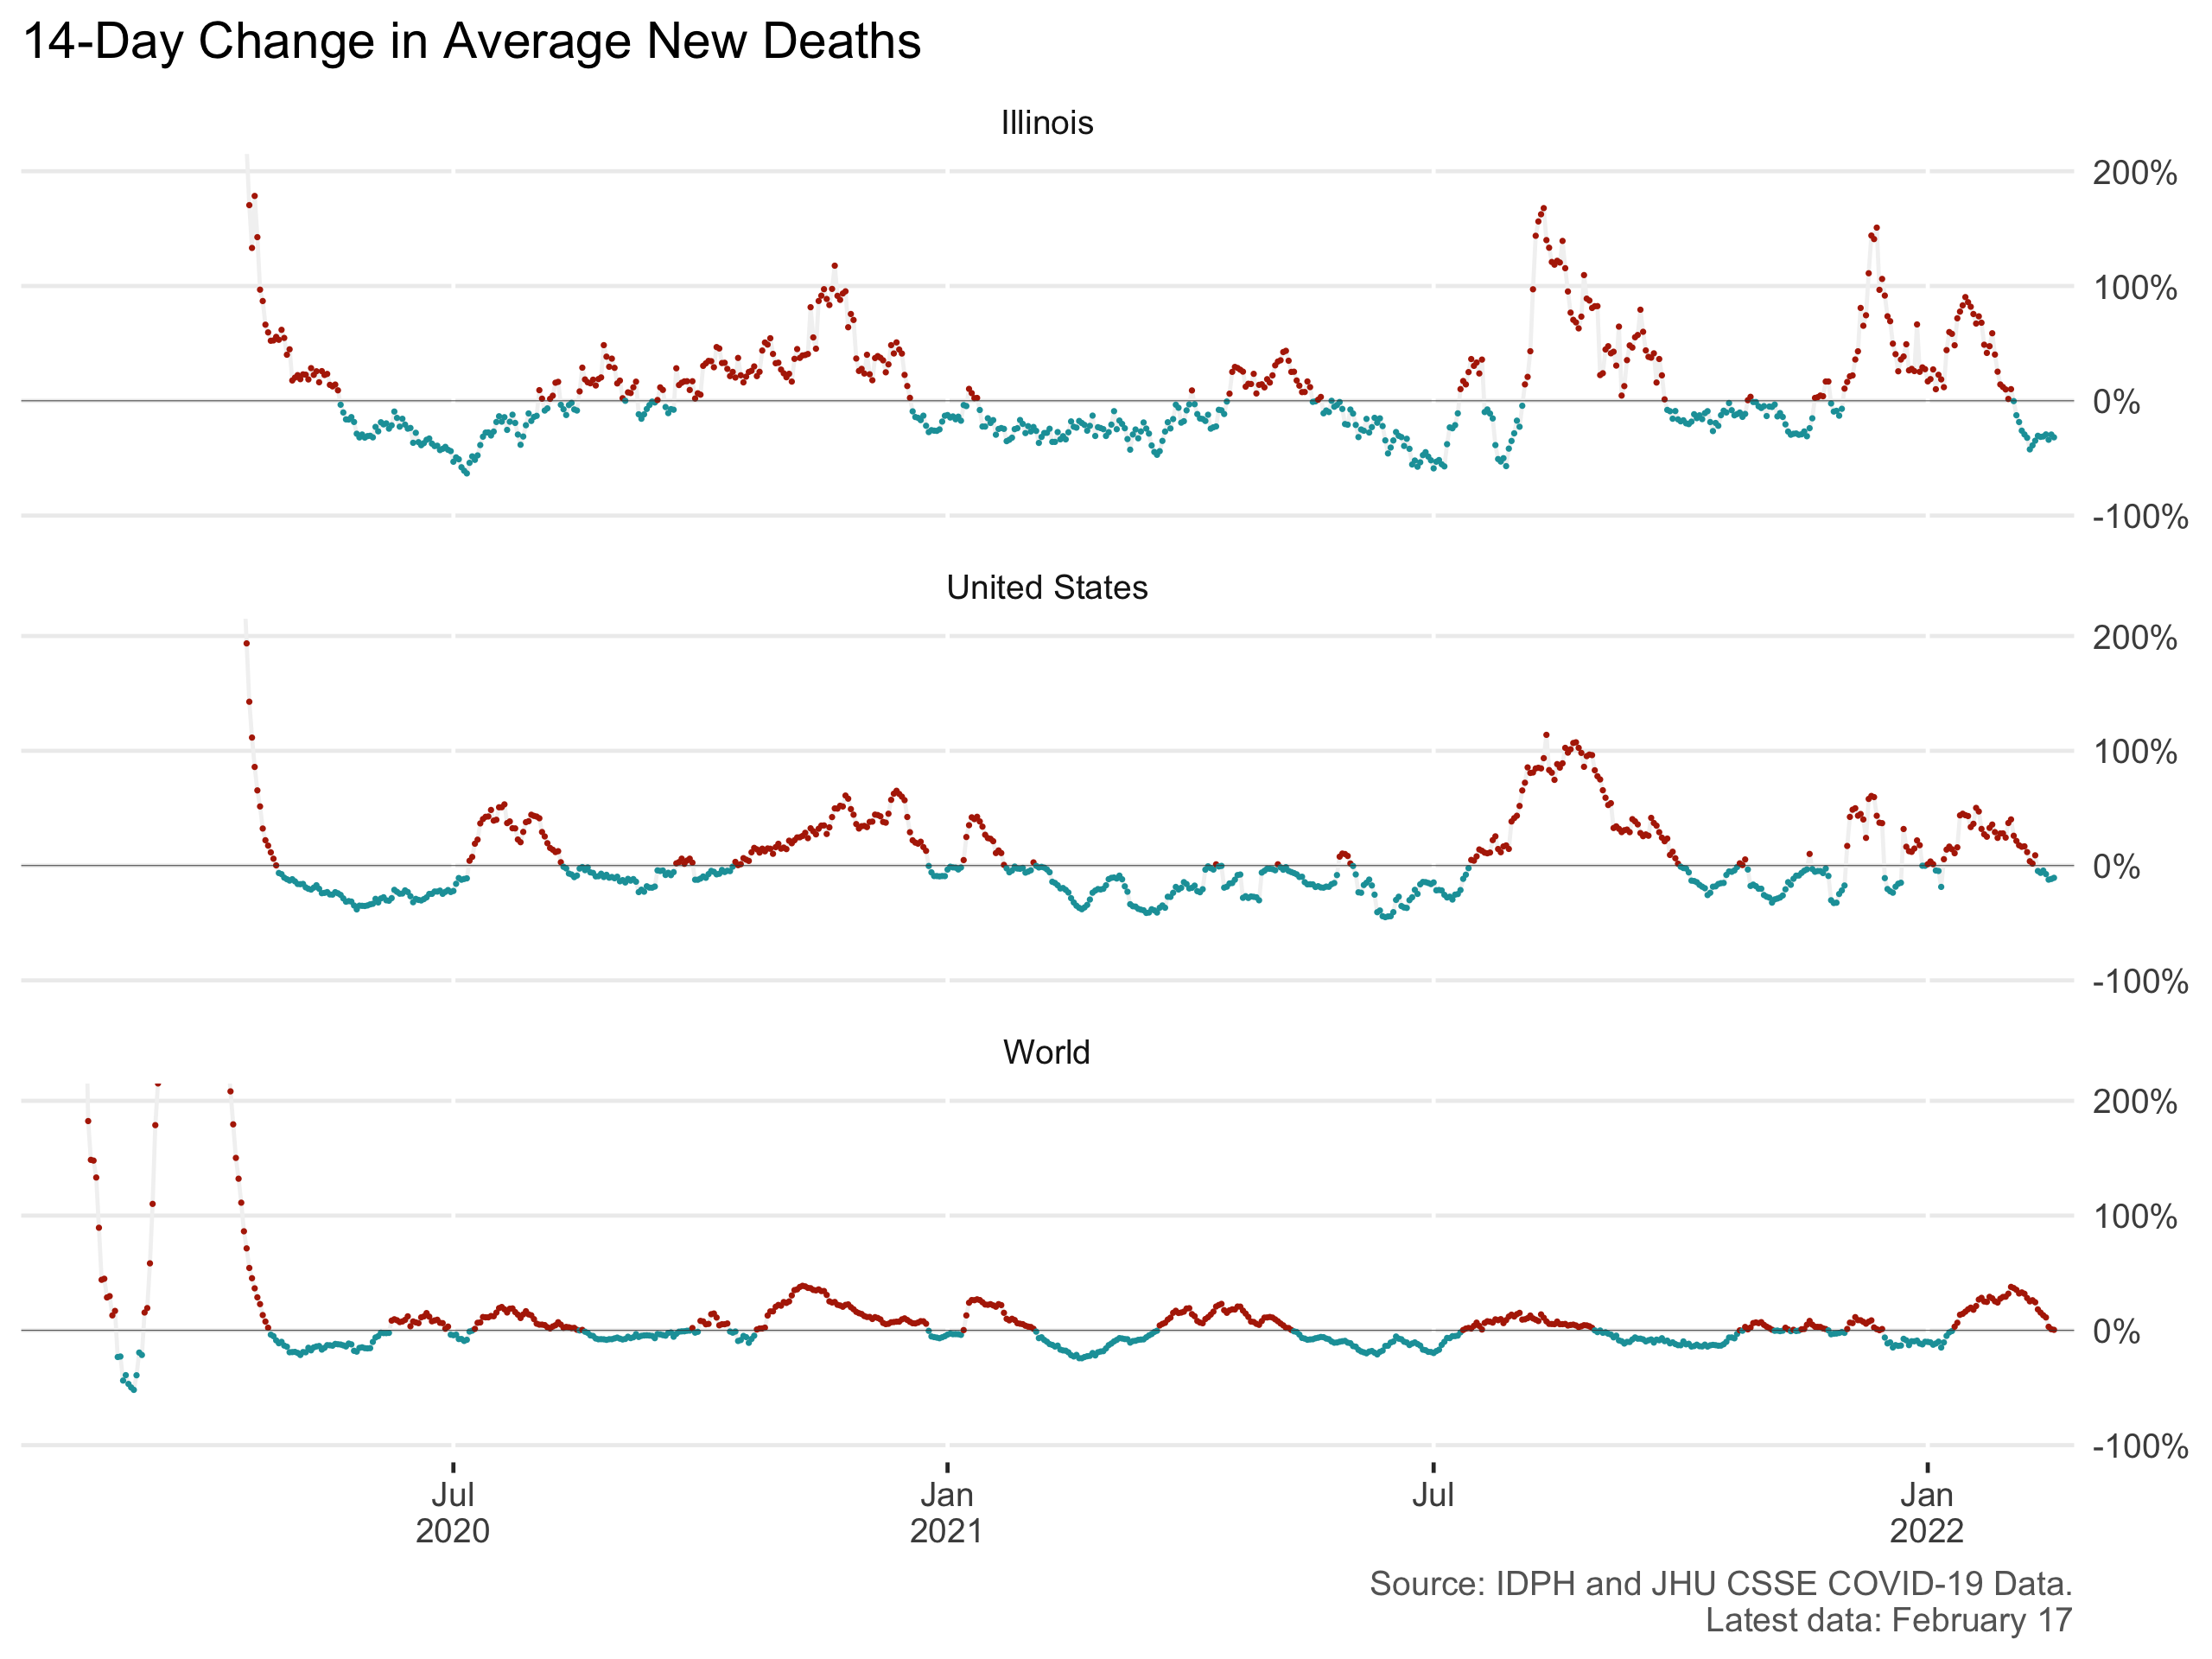 14-Day Change in Average New Deaths
Illinois
200%
100%
0%
-100%
United States
200%
100%
0%
-100%
World
200%
100%
0%
-100%
Jul
2020
Jan
2021
Jul
Jan
2022
Source: IDPH and JHU CSSE COVID-19 Data.
Latest data: February 17